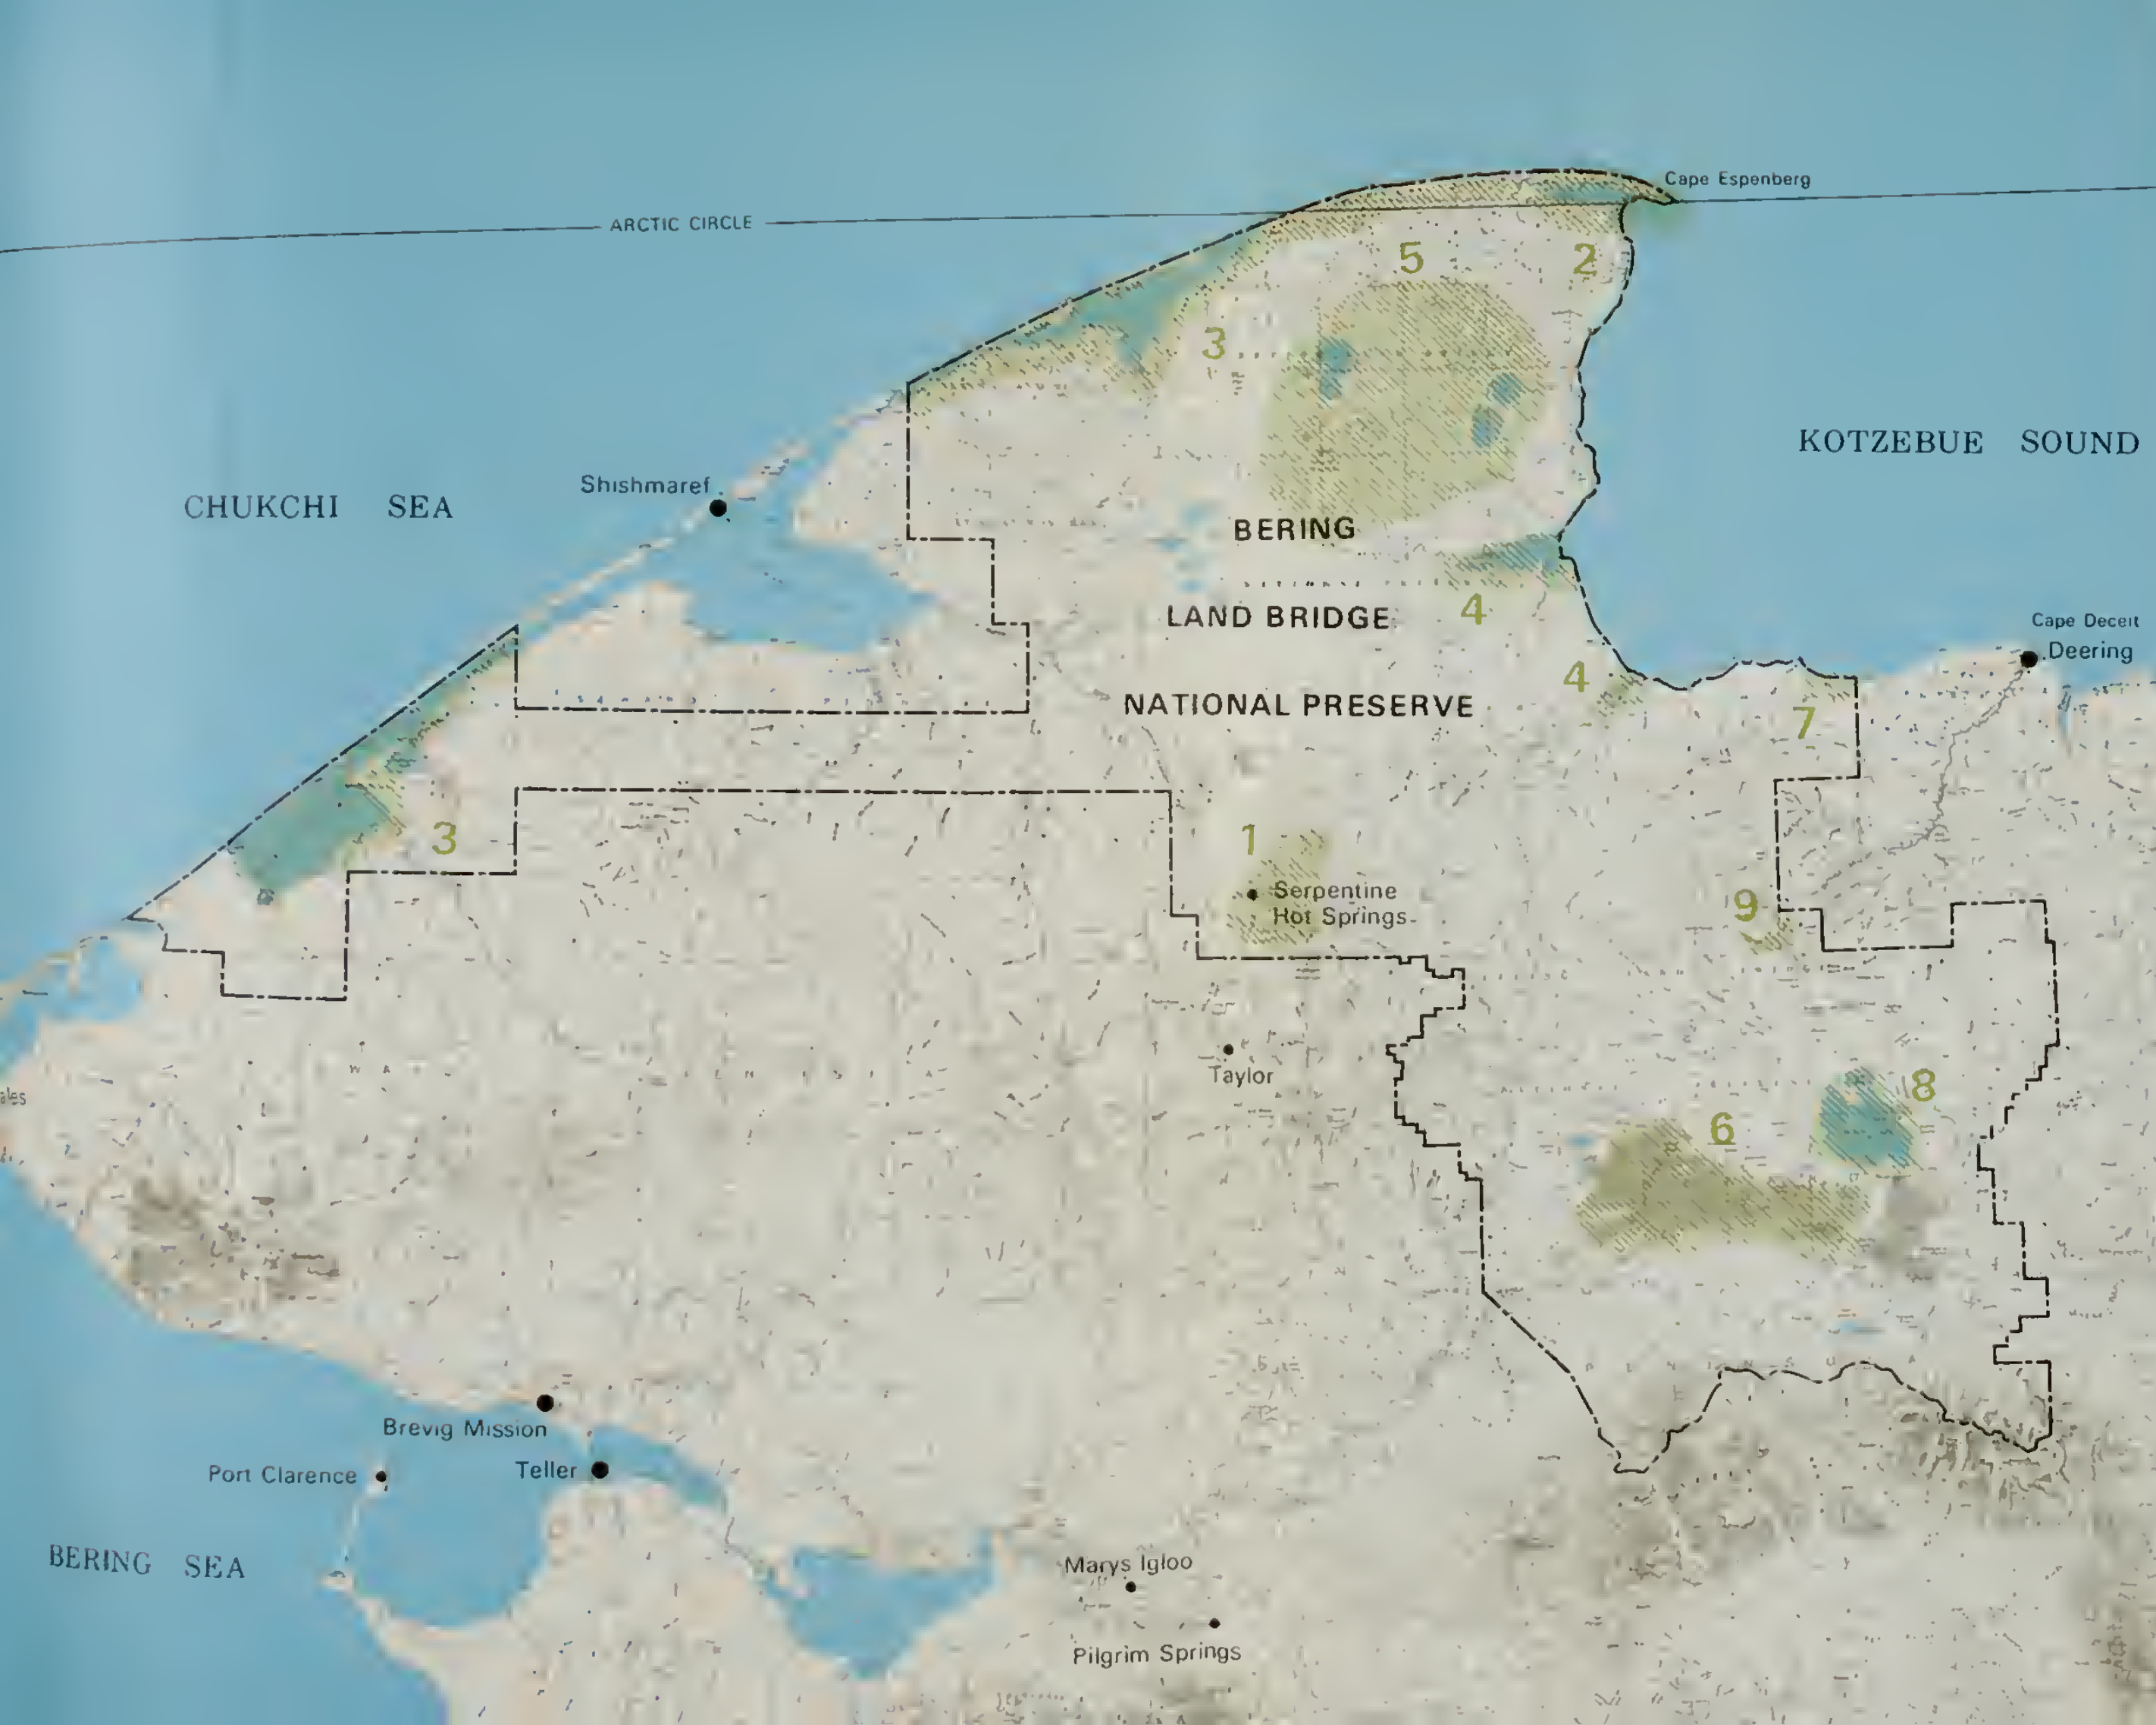 Cape Espenberg
ARCTIC CIRCLE
5
2
3
KOTZEBUE SOUND
CHUKCHI SEA
Shishmaref
BERING
LAND BRIDGE
4
NATIONAL PRESERVE
4
Cape Deceit
Deering
7
3
1
Serpentine
Hot Springs
9
Taylor
8
6
ales
Brevig Mission
Port Clarence
Teller
BERING SEA
Marys Igloo
Pilgrim Springs